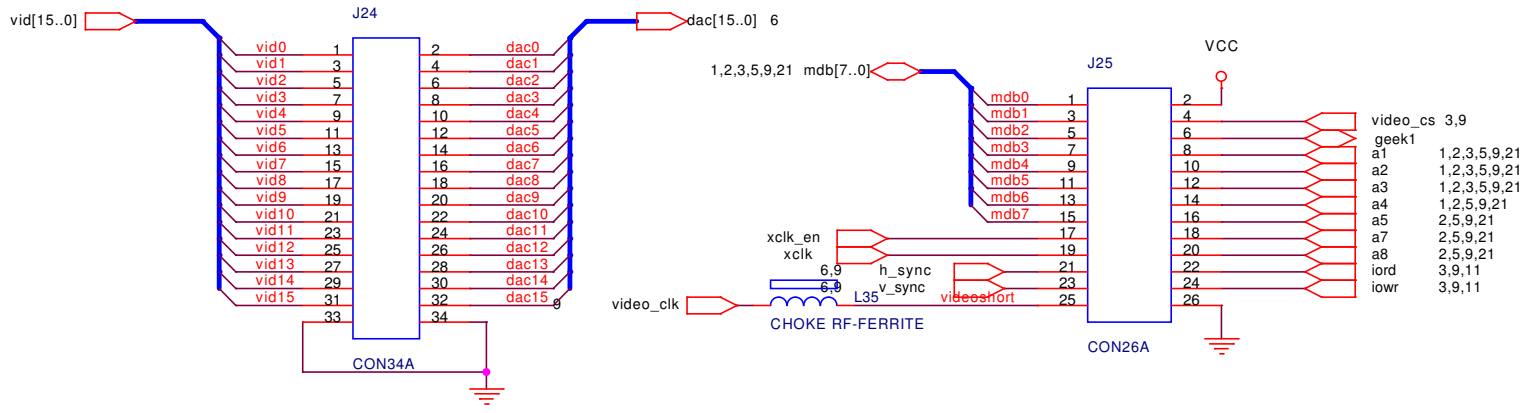 J24
vid[15..0]
dac[15..0] 6
vid0 1 2 dac0
vid1 3 4 dac1
vid2 5 6 dac2
vid3 7 8 dac3
vid4 9 10 dac4
vid5 11 12 dac5
vid6 13 14 dac6
vid7 15 16 dac7
vid8 17 18 dac8
vid9 19 20 dac9
vid10 21 22 dac10
vid11 23 24 dac11
vid12 25 26 dac12
vid13 27 28 dac13
vid14 29 30 dac14
vid15 31 32 dac15 9
33 34
CON34A
VCC
J25
1,2,3,5,9,21 mdb[7..0]
mdb0 1 2
mdb1 3 4 video_cs 3,9
mdb2 5 6 geek1
mdb3 7 8 a1 1,2,3,5,9,21
mdb4 9 10 a2 1,2,3,5,9,21
mdb5 11 12 a3 1,2,3,5,9,21
mdb6 13 14 a4 1,2,5,9,21
mdb7 15 16 a5 2,5,9,21
xclk_en 17 18 a7 2,5,9,21
xclk 19 20 a8 2,5,9,21
6,9 h_sync 21 22 iord 3,9,11
6,9 v_sync 23 24 iowr 3,9,11
video_clk L35 videoshort 25 26
CHOKE RF-FERRITE
CON26A